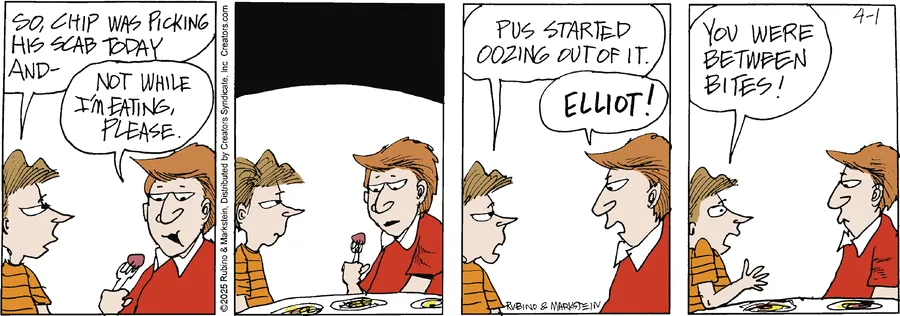 SO, CHIP WAS PICKING
HIS SCAB TODAY
AND-
NOT WHILE
I'M EATING,
PLEASE.
©2025 Rubino & Markstein, Distributed by Creators Syndicate, Inc. Creators.com
PUS STARTED
OOZING OUT OF IT.
ELLIOT!
RUBINO & MARKSTEIN
4-1
YOU WERE
BETWEEN
BITES!